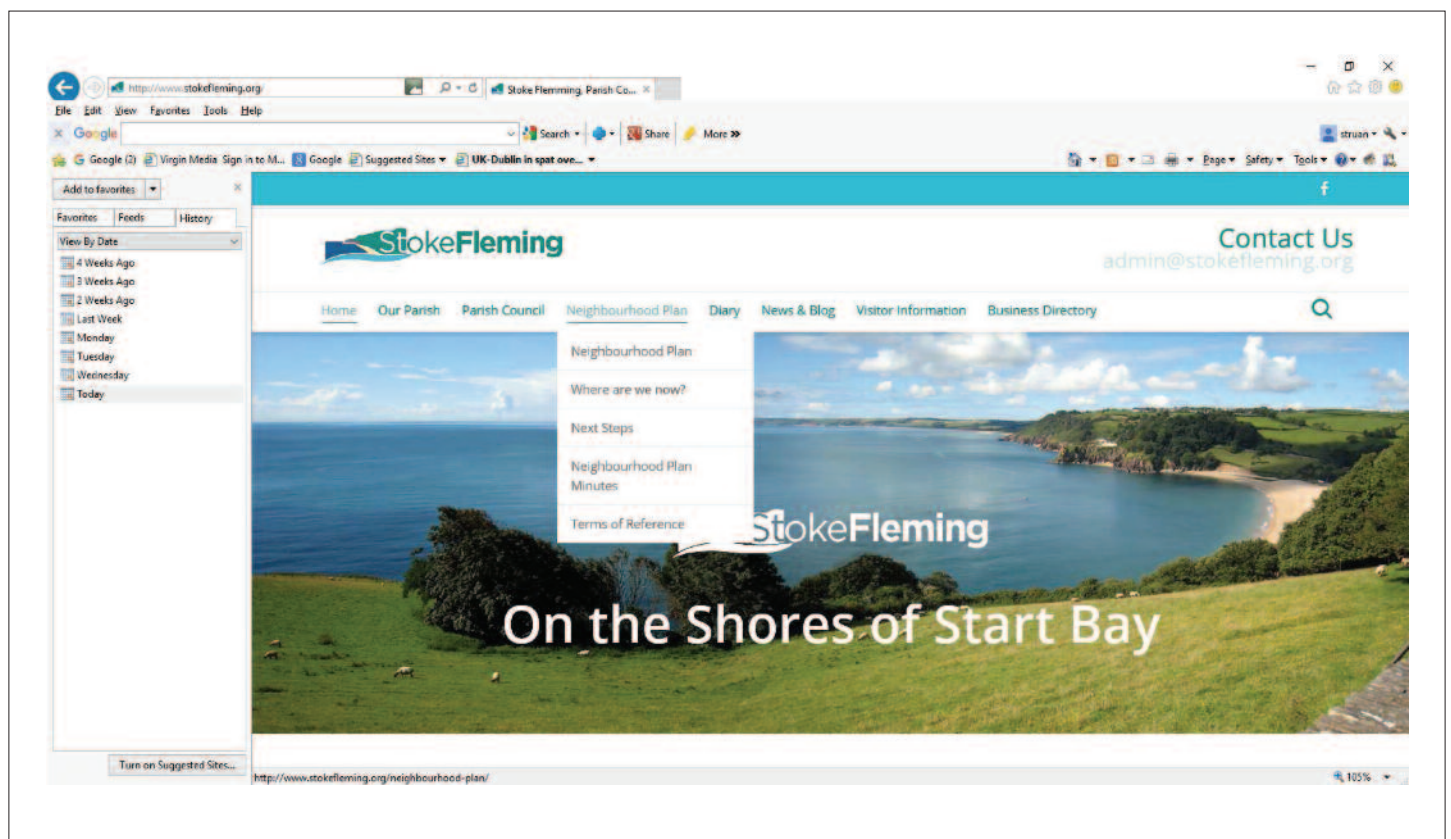 http://www.stokefleming.org/
Stoke Flemming, Parish Co...
File Edit View Favorites Tools Help
Google
Search
Share
More »
struan
Google (2)
Virgin Media Sign in to M...
Google
Suggested Sites
UK-Dublin in spat ove...
Page Safety Tools
Add to favorites
f
Favorites Feeds History
View By Date
4 Weeks Ago
3 Weeks Ago
2 Weeks Ago
Last Week
Monday
Tuesday
Wednesday
Today
StokeFleming
Contact Us
admin@stokefleming.org
Home Our Parish Parish Council Neighbourhood Plan Diary News & Blog Visitor Information Business Directory
Neighbourhood Plan
Where are we now?
Next Steps
Neighbourhood Plan
Minutes
Terms of Reference
StokeFleming
On the Shores of Start Bay
Turn on Suggested Sites...
http://www.stokefleming.org/neighbourhood-plan/
105%